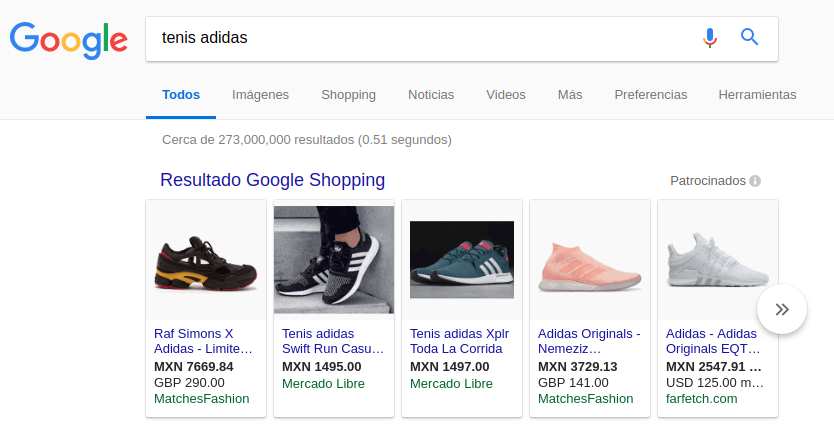 Google
tenis adidas
Todos Imágenes Shopping Noticias Videos Más Preferencias Herramientas
Cerca de 273,000,000 resultados (0.51 segundos)
Resultado Google Shopping
Patrocinados
Raf Simons X
Adidas - Limite…
MXN 7669.84
GBP 290.00
MatchesFashion
Tenis adidas
Swift Run Casu…
MXN 1495.00
Mercado Libre
Tenis adidas Xplr
Toda La Corrida
MXN 1497.00
Mercado Libre
Adidas Originals -
Nemeziz…
MXN 3729.13
GBP 141.00
MatchesFashion
Adidas - Adidas
Originals EQT…
MXN 2547.91 …
USD 125.00 m…
farfetch.com